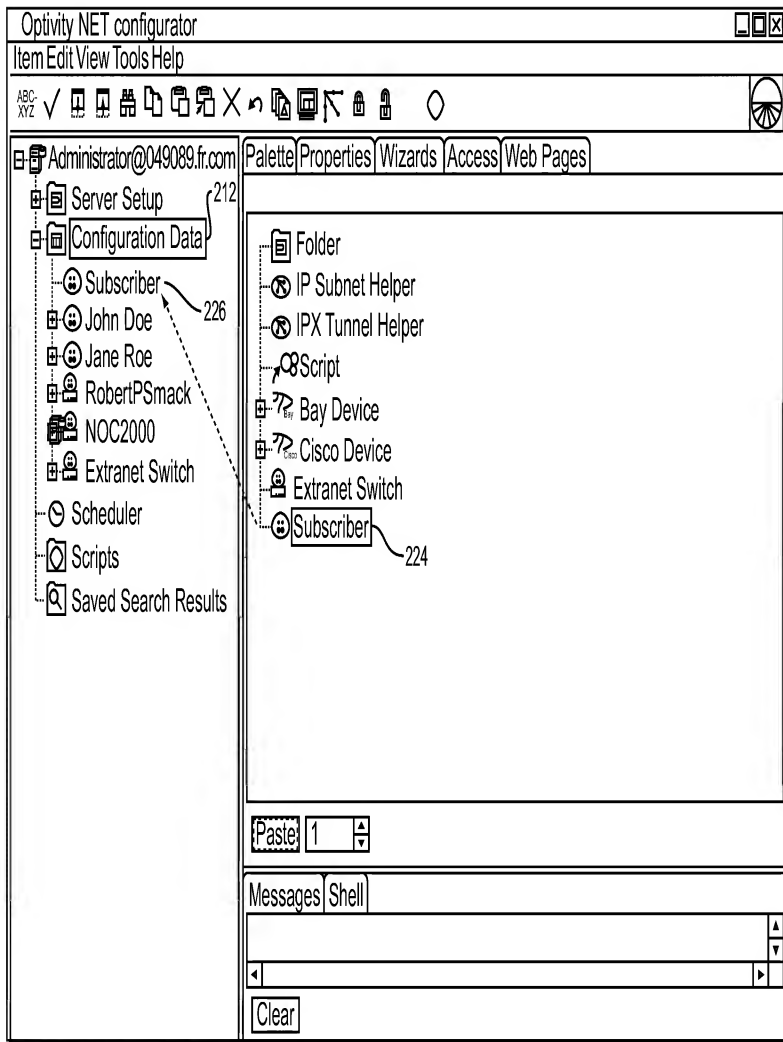 Optivity NET configurator
Item Edit View Tools Help
ABC-
XYZ
Administrator@049089.fr.com
Server Setup
212
Configuration Data
Subscriber
226
John Doe
Jane Roe
RobertPSmack
NOC2000
Extranet Switch
Scheduler
Scripts
Saved Search Results
Palette Properties Wizards Access Web Pages
Folder
IP Subnet Helper
IPX Tunnel Helper
Script
Bay Device
Bay
Cisco Device
Cisco
Extranet Switch
Subscriber
224
Paste 1
Messages Shell
Clear